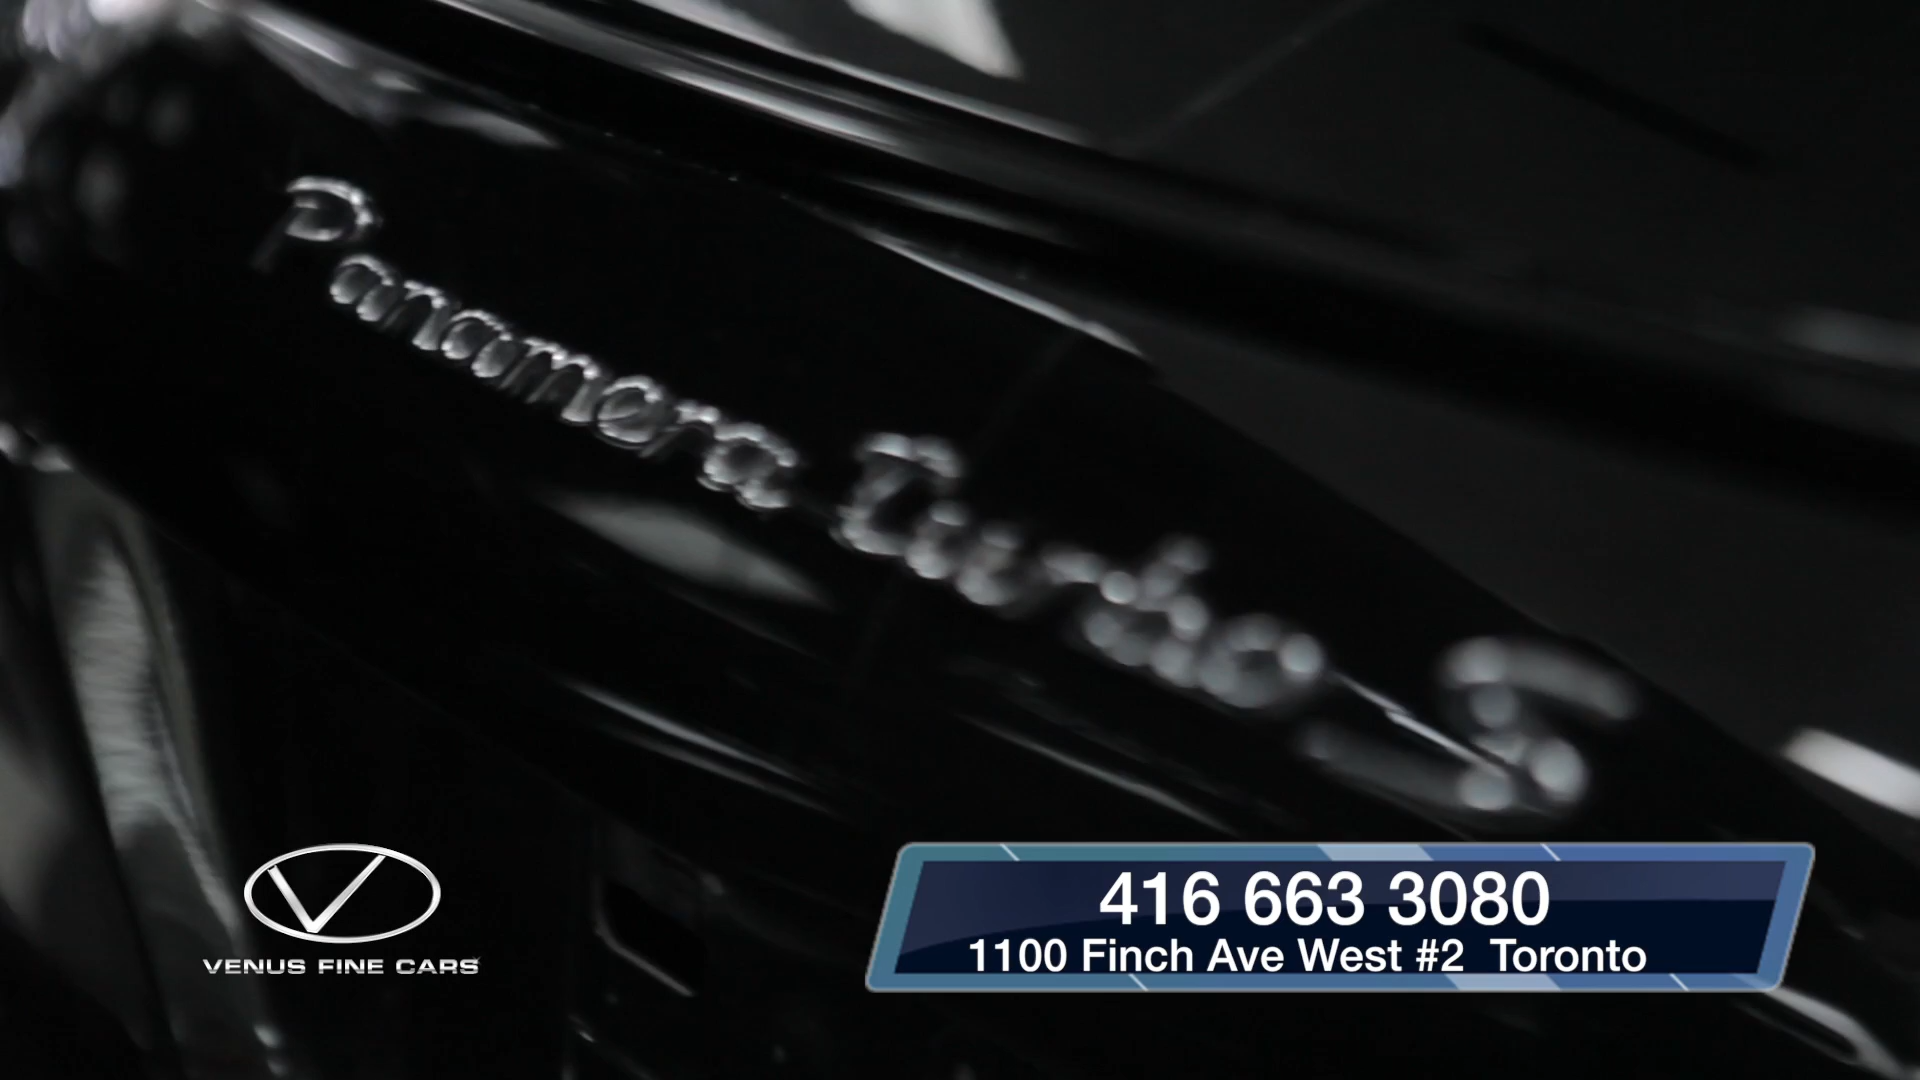 Panamera Turbo S
VENUS FINE CARS
416 663 3080
1100 Finch Ave West #2 Toronto